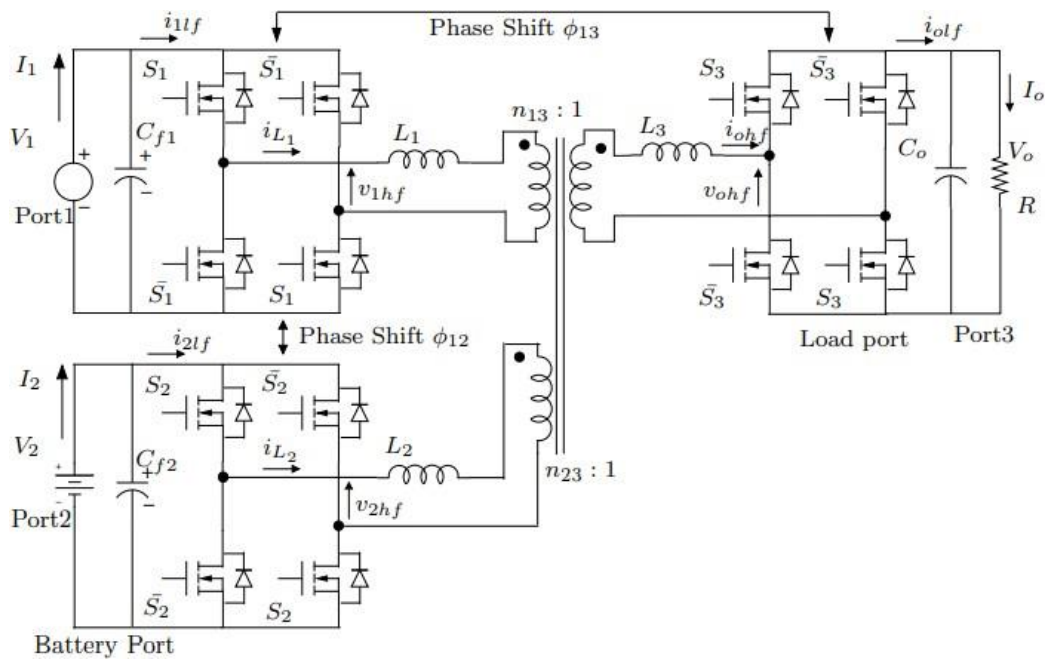 Phase Shift ϕ13
i1lf
iolf
I1
S1
S̄1
S3
S̄3
Io
n13 : 1
V1
Cf1
+
−
+
−
iL1
L1
L3
iohf
Co
Vo
v1hf
vohf
R
Port1
S̄1
S1
S̄3
S3
Load port
Port3
i2lf
Phase Shift ϕ12
I2
S2
S̄2
V2
Cf2
+
+
−
-
iL2
L2
n23 : 1
v2hf
Port2
S̄2
S2
Battery Port